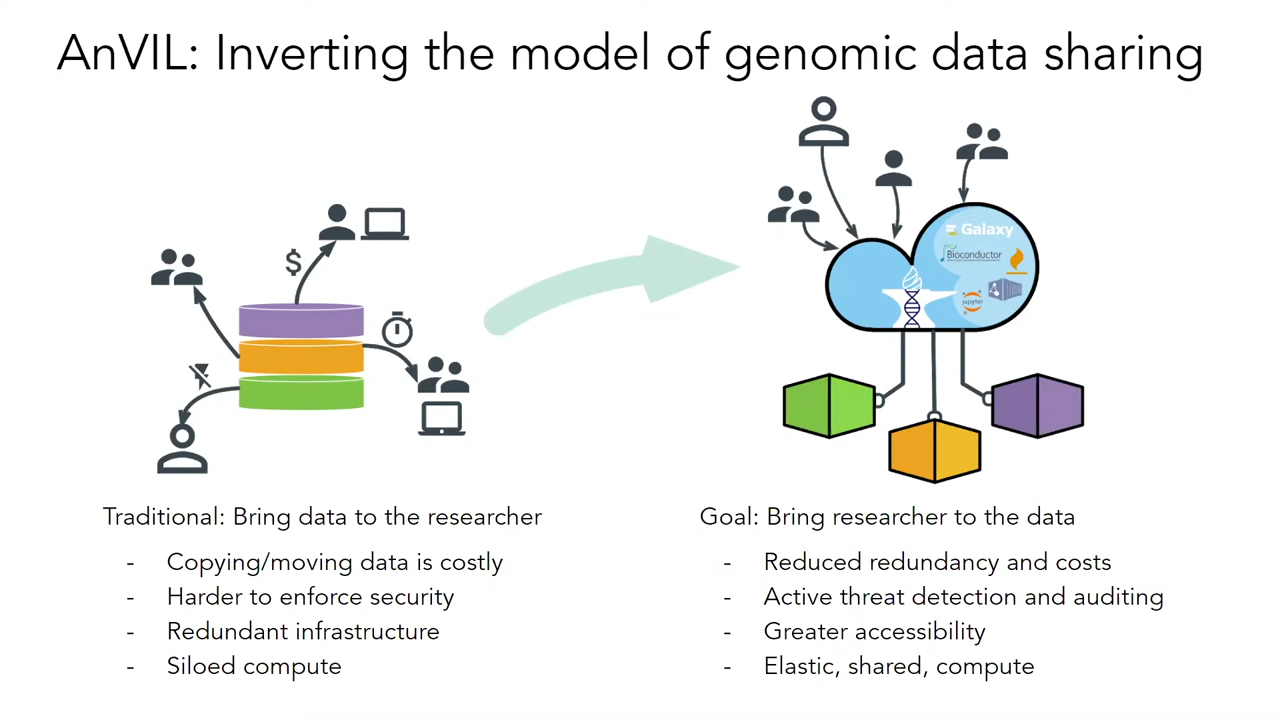 AnVIL: Inverting the model of genomic data sharing
$
Galaxy
Bioconductor
jupyter
Traditional: Bring data to the researcher
- Copying/moving data is costly
- Harder to enforce security
- Redundant infrastructure
- Siloed compute
Goal: Bring researcher to the data
- Reduced redundancy and costs
- Active threat detection and auditing
- Greater accessibility
- Elastic, shared, compute